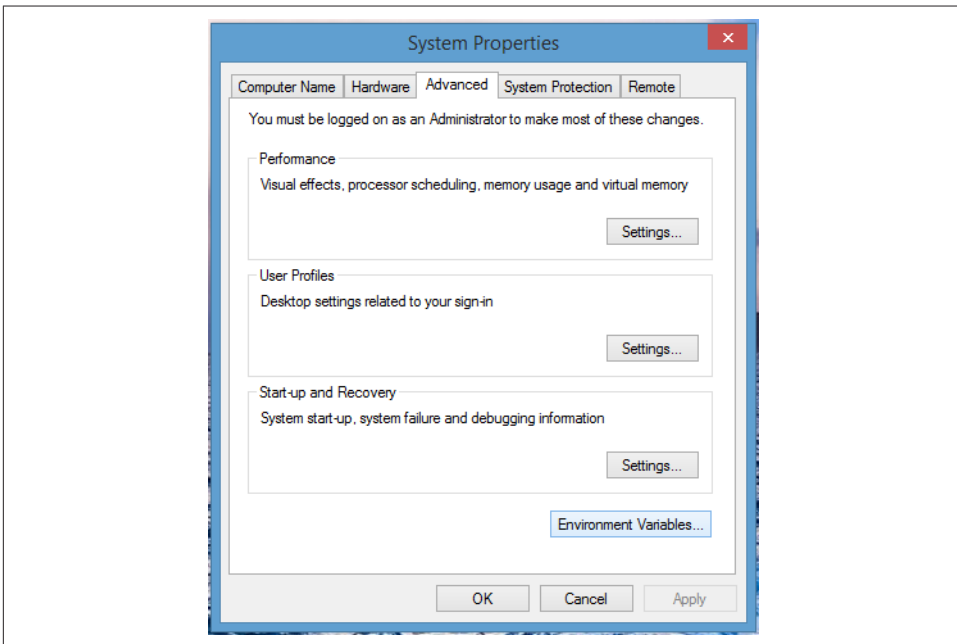 System Properties
Computer Name Hardware Advanced System Protection Remote
You must be logged on as an Administrator to make most of these changes.
Performance
Visual effects, processor scheduling, memory usage and virtual memory
Settings...
User Profiles
Desktop settings related to your sign-in
Settings...
Start-up and Recovery
System start-up, system failure and debugging information
Settings...
Environment Variables...
OK Cancel Apply